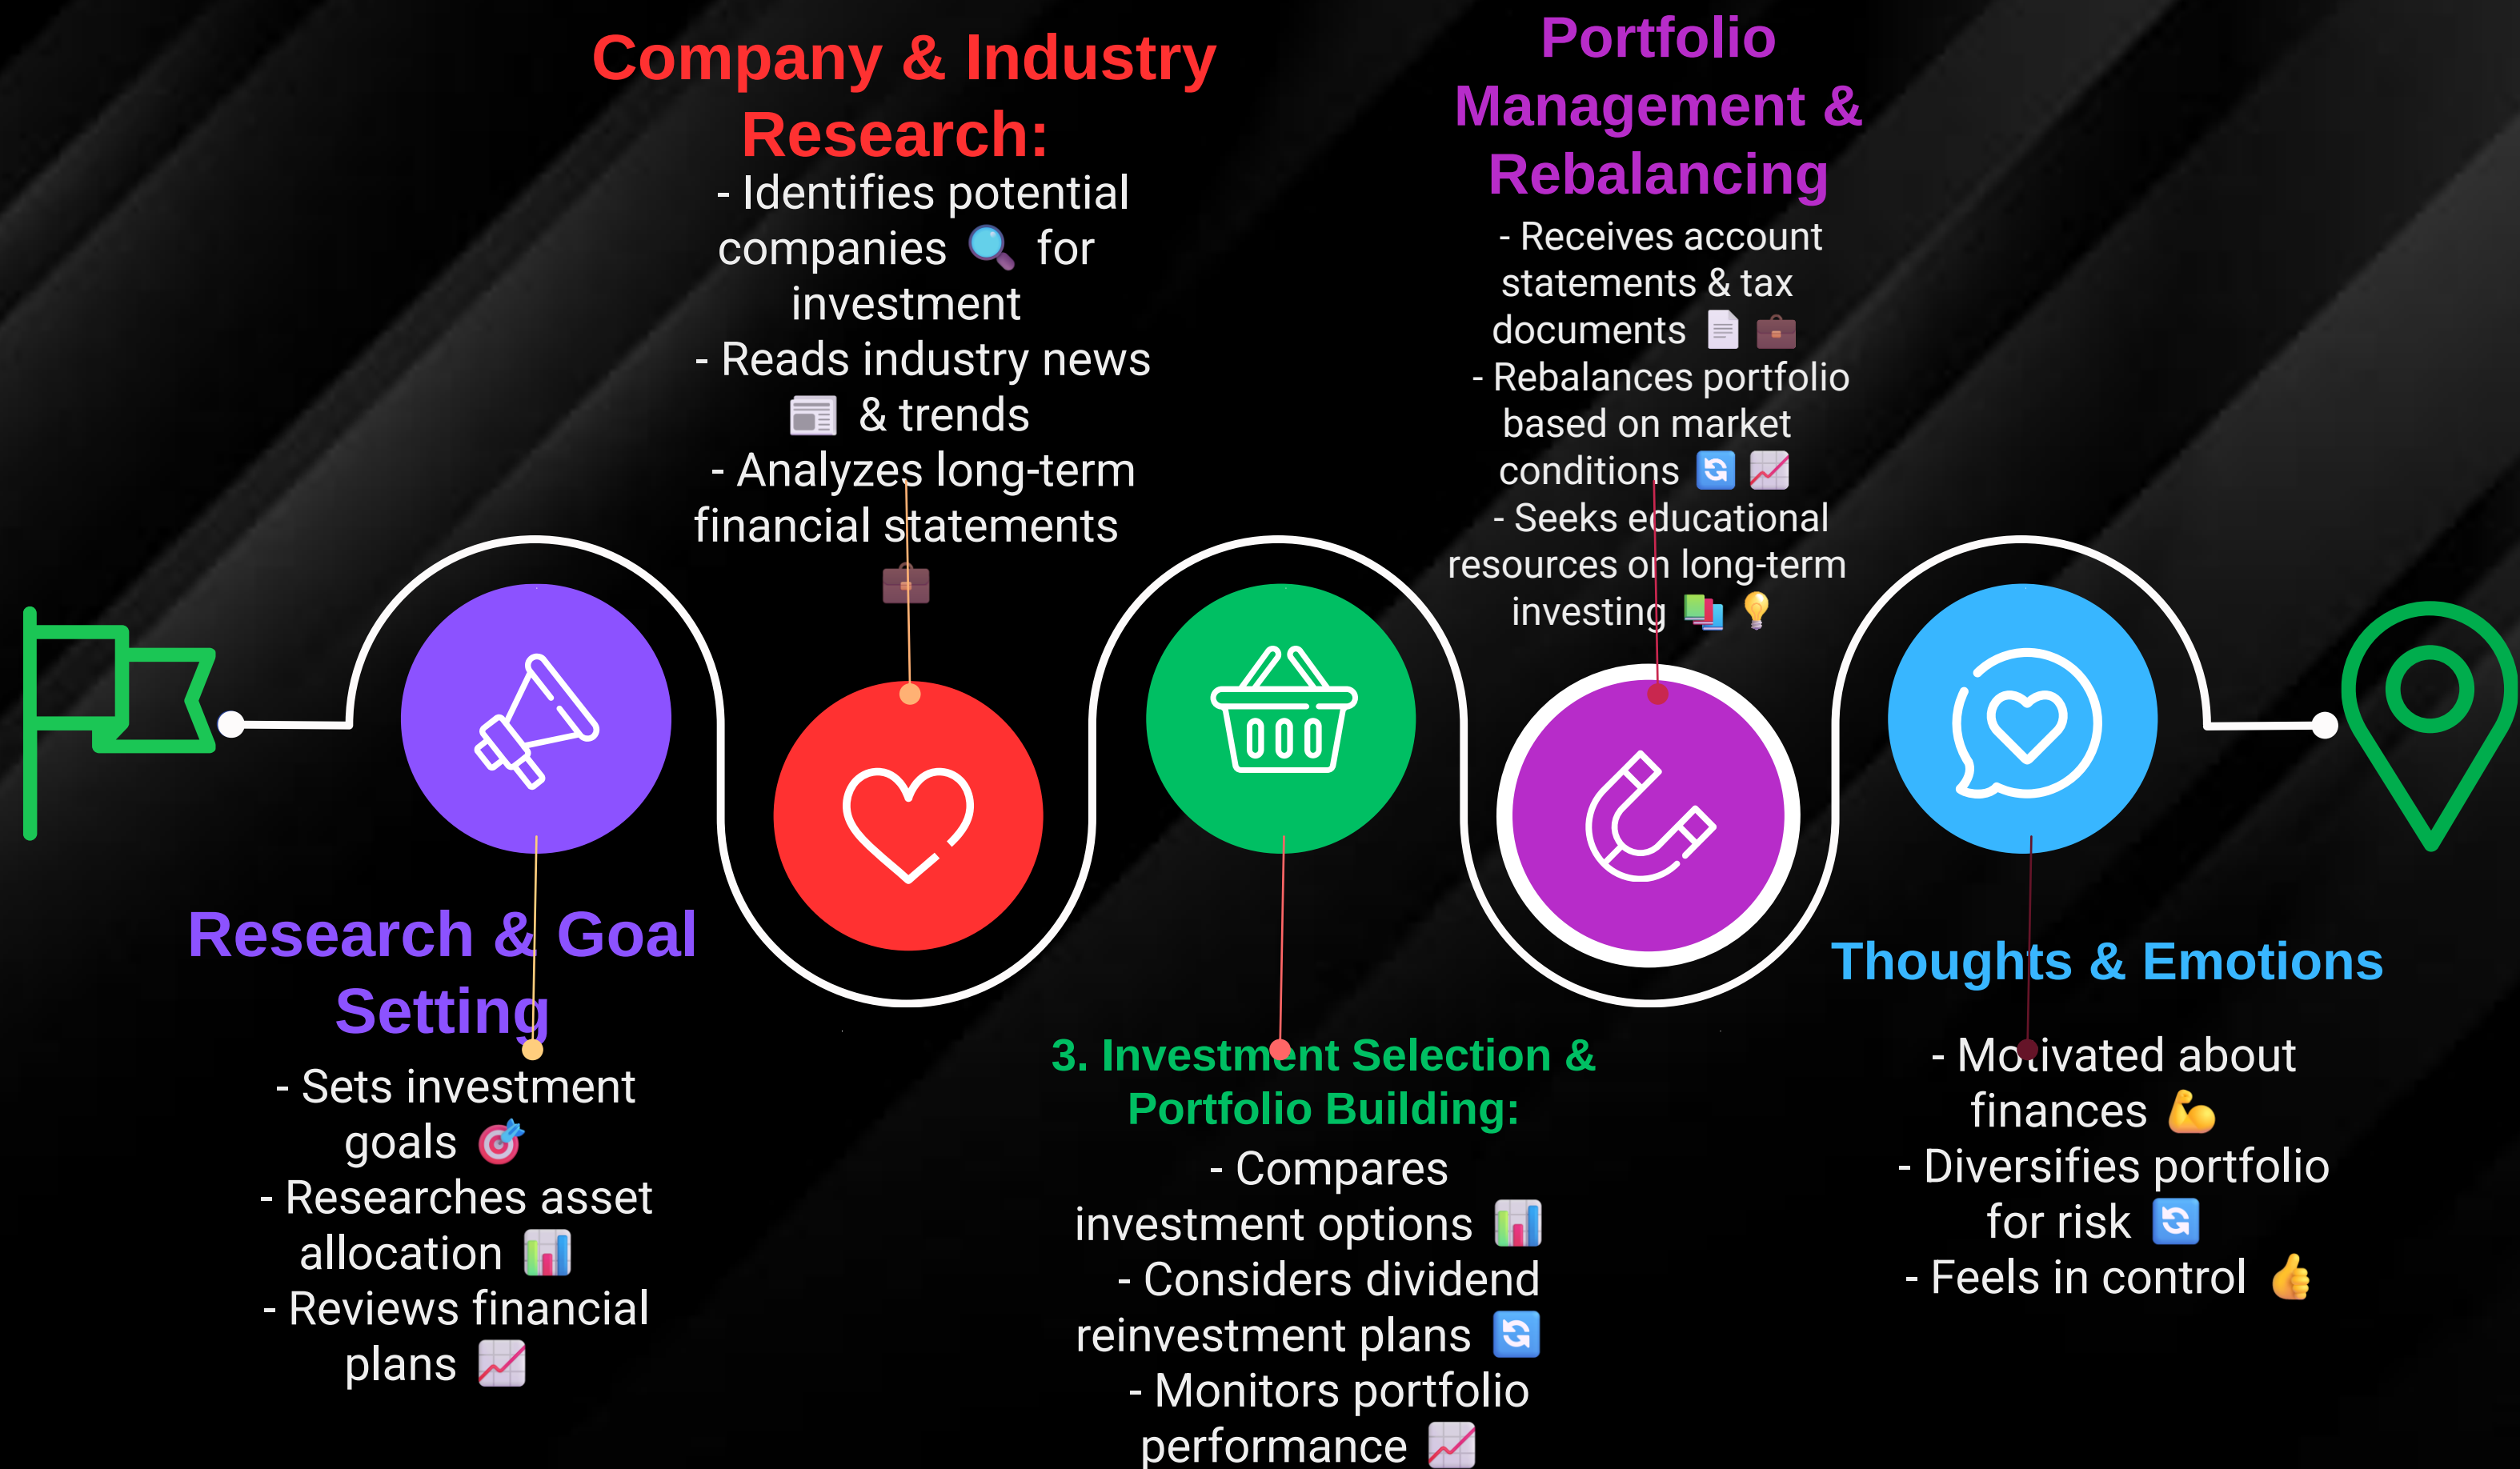 Company & Industry
Research:
- Identifies potential
companies 🔍 for
investment
- Reads industry news
📰 & trends
- Analyzes long-term
financial statements
💼
Portfolio
Management &
Rebalancing
- Receives account
statements & tax
documents 📄 💼
- Rebalances portfolio
based on market
conditions 🔄 📈
- Seeks educational
resources on long-term
investing 📚 💡
Research & Goal
Setting
- Sets investment
goals 🎯
- Researches asset
allocation 📊
- Reviews financial
plans 📈
3. Investment Selection &
Portfolio Building:
- Compares
investment options 📊
- Considers dividend
reinvestment plans 🔄
- Monitors portfolio
performance 📈
Thoughts & Emotions
- Motivated about
finances 💪
- Diversifies portfolio
for risk 🔄
- Feels in control 👍